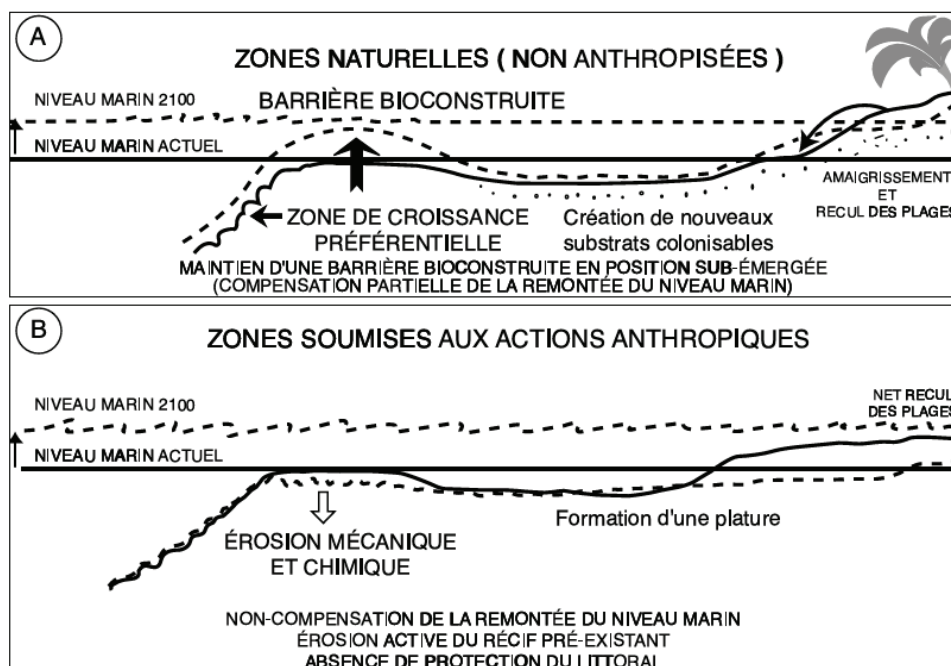 A
ZONES NATURELLES ( NON ANTHROPISÉES )
NIVEAU MARIN 2100
BARRIÈRE BIOCONSTRUITE
NIVEAU MARIN ACTUEL
AMAIGRISSEMENT
ET
RECUL DES PLAGES
ZONE DE CROISSANCE
PRÉFÉRENTIELLE
Création de nouveaux
substrats colonisables
MAINTIEN D'UNE BARRIÈRE BIOCONSTRUITE EN POSITION SUB-ÉMERGÉE
(COMPENSATION PARTIELLE DE LA REMONTÉE DU NIVEAU MARIN)
B
ZONES SOUMISES AUX ACTIONS ANTHROPIQUES
NIVEAU MARIN 2100
NET RECUL
DES PLAGES
NIVEAU MARIN ACTUEL
Formation d'une plature
ÉROSION MÉCANIQUE
ET CHIMIQUE
NON-COMPENSATION DE LA REMONTÉE DU NIVEAU MARIN
ÉROSION ACTIVE DU RÉCIF PRÉ-EXISTANT
ABSENCE DE PROTECTION DU LITTORAL